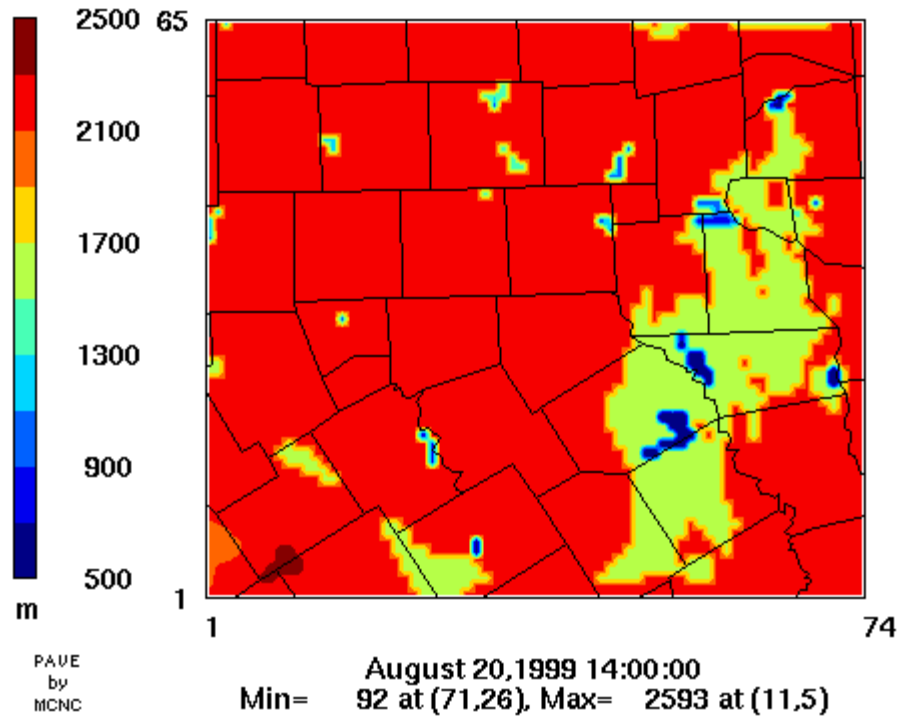 2500
2100
1700
1300
900
500
m
65
1
1
74
PAVE
by
MCNC
August 20,1999 14:00:00
Min= 92 at (71,26), Max= 2593 at (11,5)